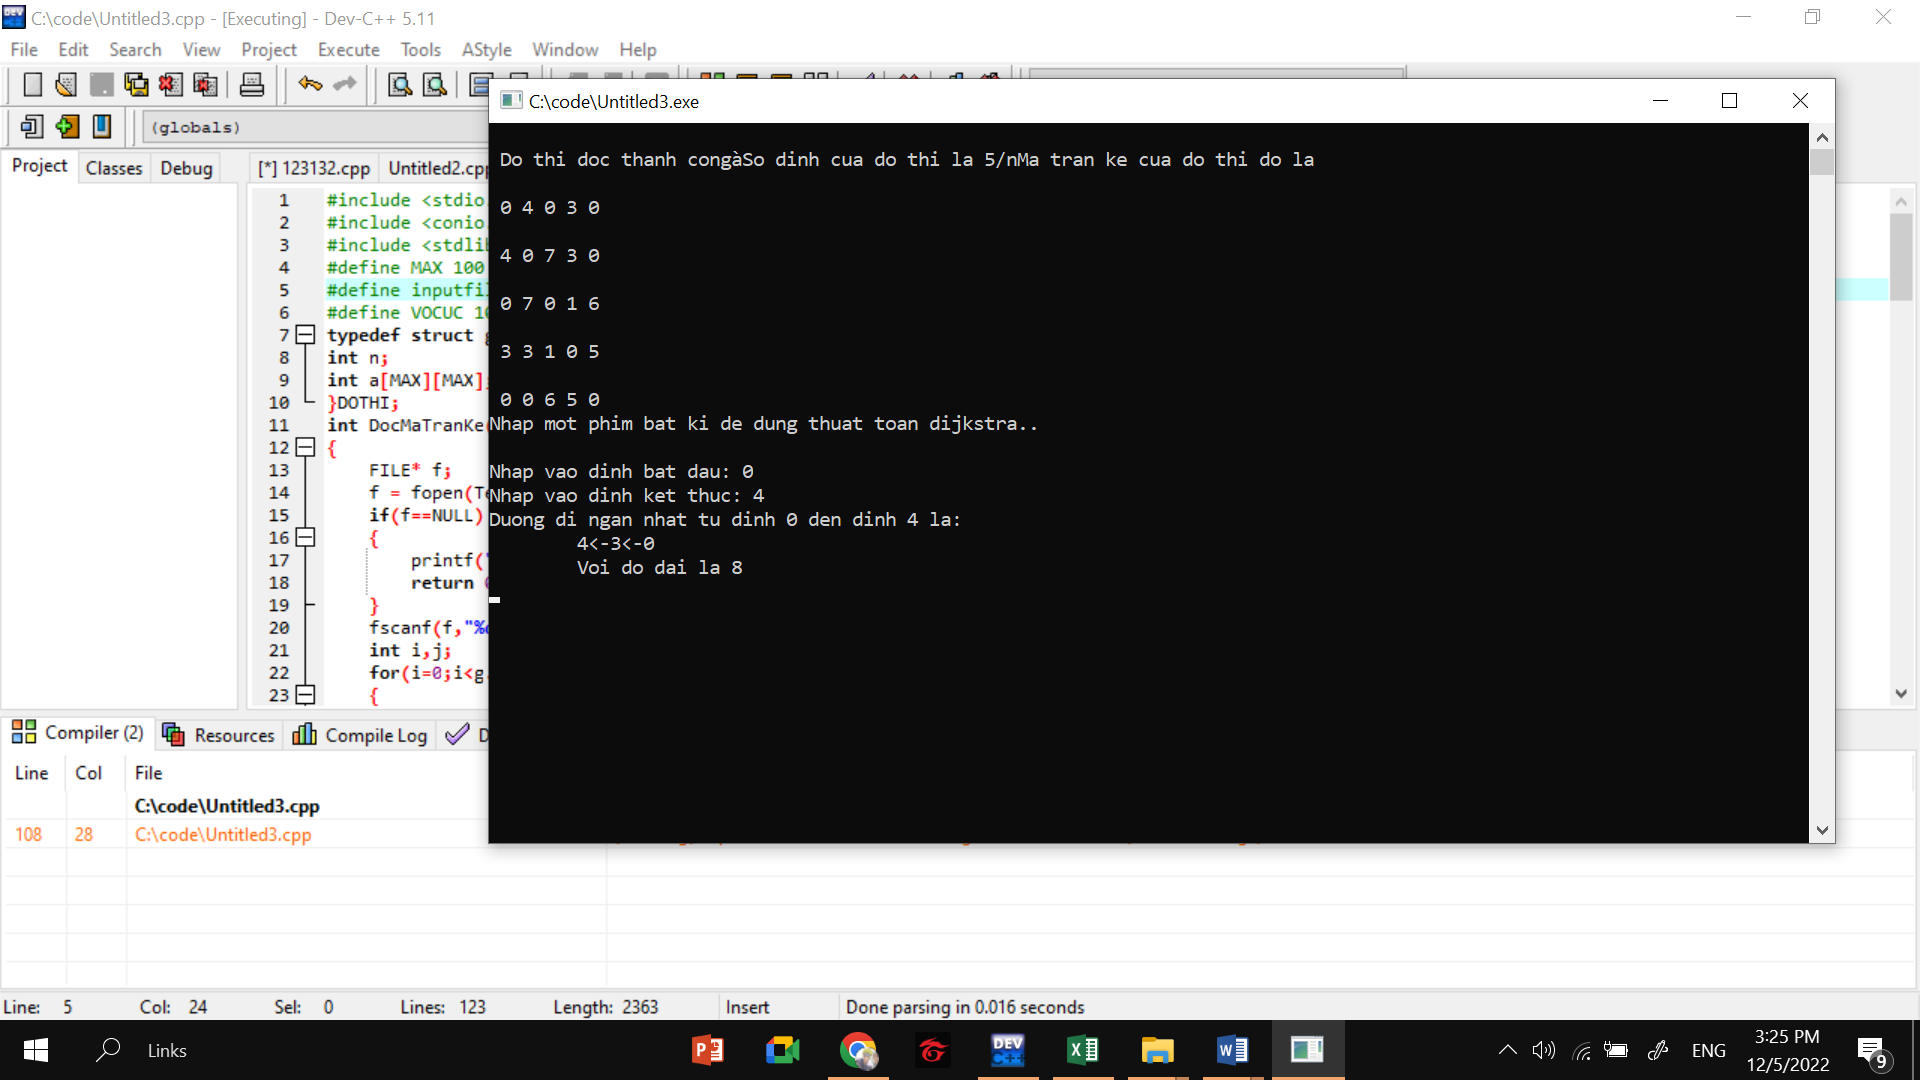 C:\code\Untitled3.cpp - [Executing] - Dev-C++ 5.11
File Edit Search View Project Execute Tools AStyle Window Help
(globals)
Project Classes Debug
[*] 123132.cpp Untitled2.cpp
1 #include <stdio
2 #include <conio
3 #include <stdli
4 #define MAX 100
5 #define inputfi
6 #define VOCUC 1
7 typedef struct
8 int n;
9 int a[MAX][MAX];
10 }DOTHI;
11 int DocMaTranKe
12 {
13 FILE* f;
14 f = fopen(Te
15 if(f==NULL)
16 {
17 printf(
18 return
19 }
20 fscanf(f,"%
21 int i,j;
22 for(i=0;i<g
23 {
C:\code\Untitled3.exe
Do thi doc thanh congàSo dinh cua do thi la 5/nMa tran ke cua do thi do la
0 4 0 3 0
4 0 7 3 0
0 7 0 1 6
3 3 1 0 5
0 0 6 5 0
Nhap mot phim bat ki de dung thuat toan dijkstra..
Nhap vao dinh bat dau: 0
Nhap vao dinh ket thuc: 4
Duong di ngan nhat tu dinh 0 den dinh 4 la:
4<-3<-0
Voi do dai la 8
Compiler (2) Resources Compile Log
Line Col File
C:\code\Untitled3.cpp
108 28 C:\code\Untitled3.cpp
Line: 5 Col: 24 Sel: 0 Lines: 123 Length: 2363 Insert Done parsing in 0.016 seconds
Links
DEV C++
ENG
3:25 PM
12/5/2022
9